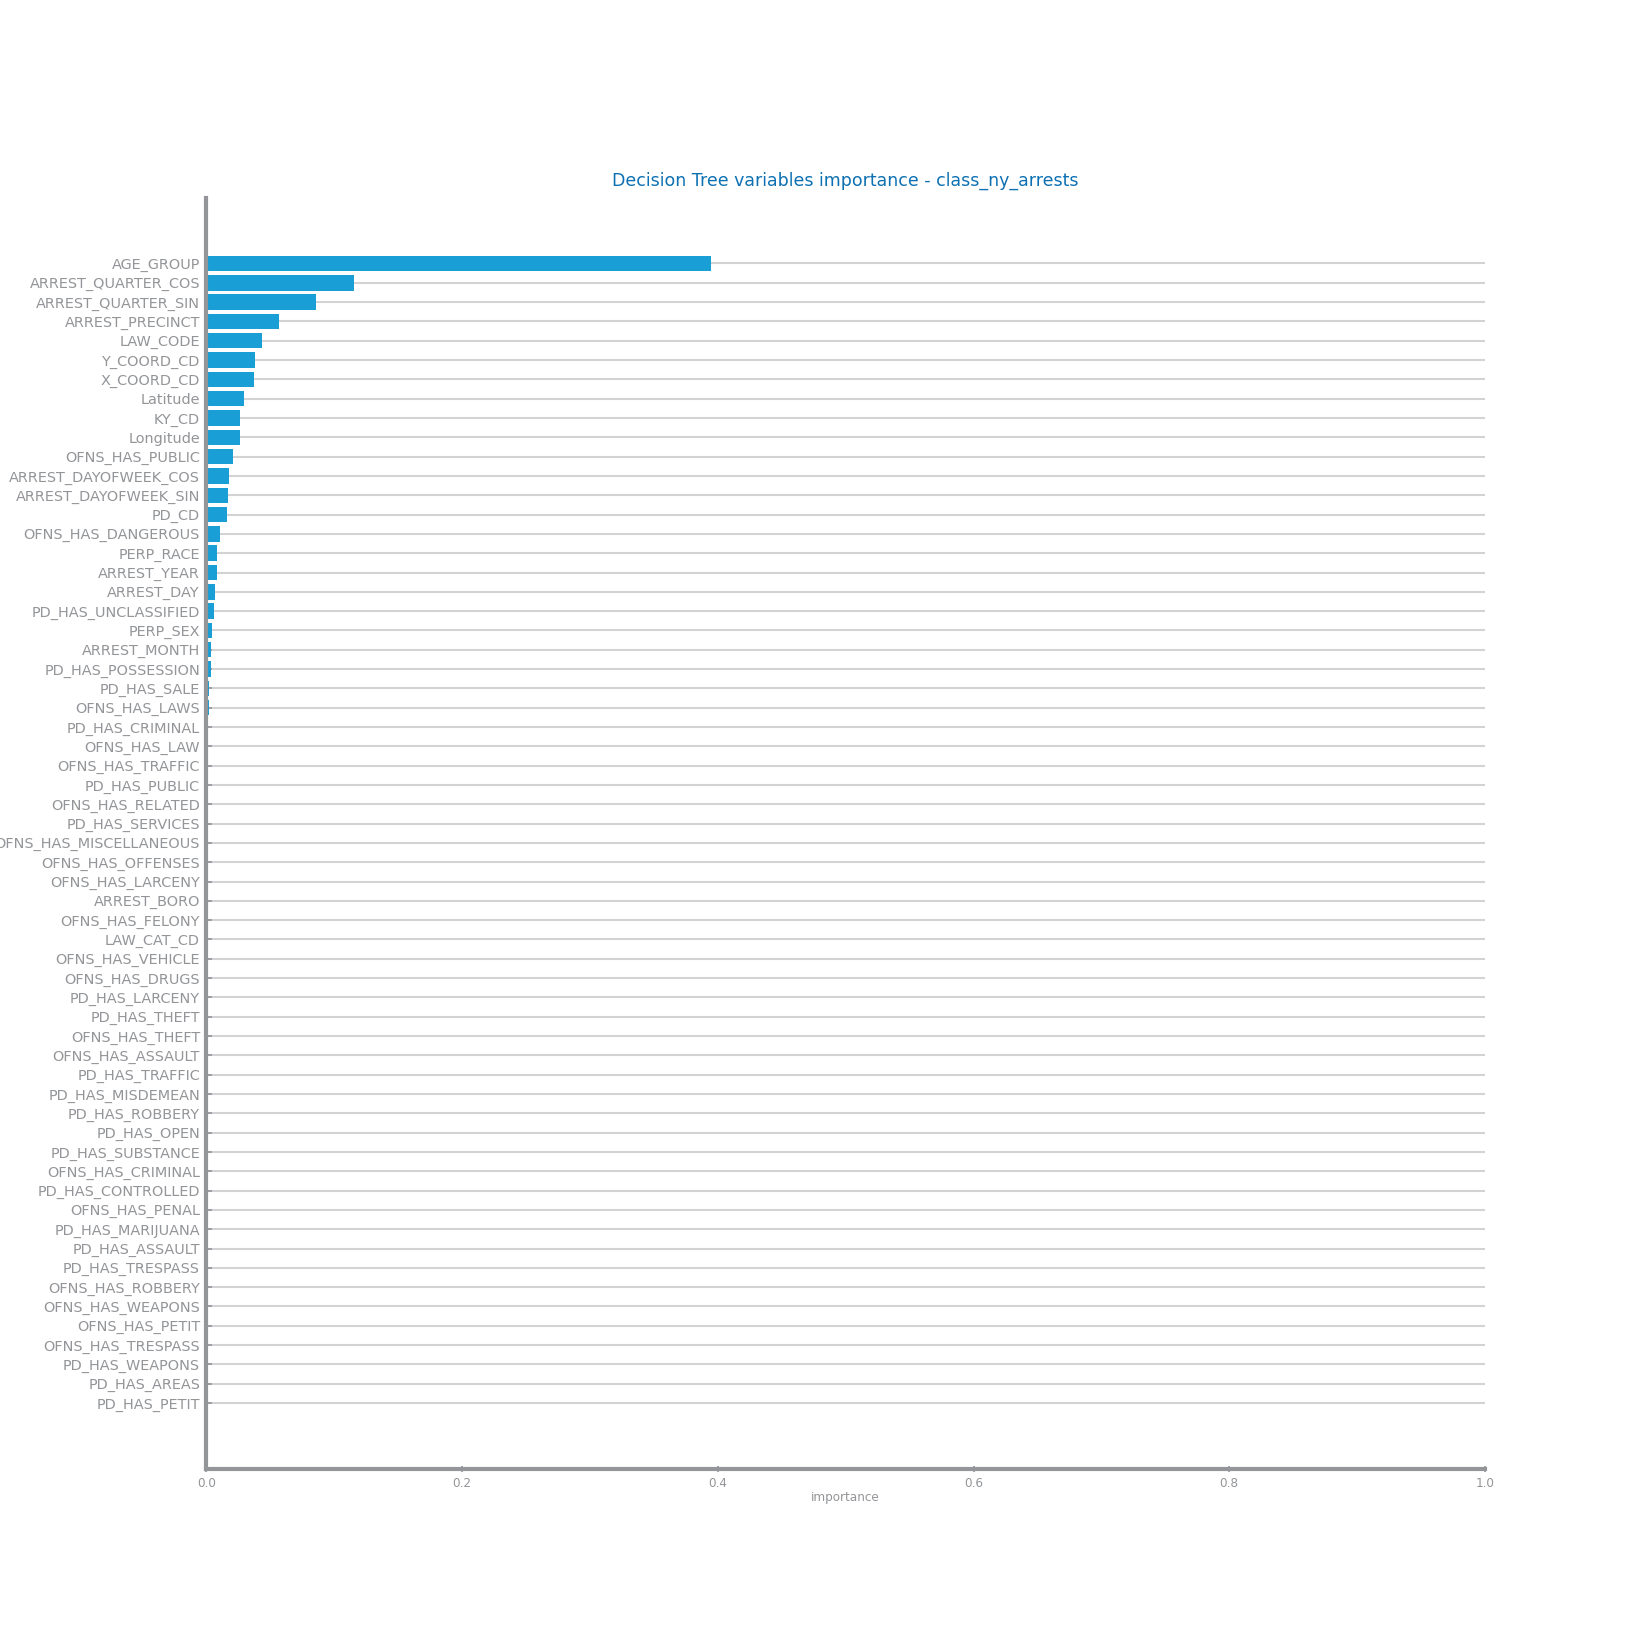 Decision Tree variables importance - class_ny_arrests
AGE_GROUP
ARREST_QUARTER_COS
ARREST_QUARTER_SIN
ARREST_PRECINCT
LAW_CODE
Y_COORD_CD
X_COORD_CD
Latitude
KY_CD
Longitude
OFNS_HAS_PUBLIC
ARREST_DAYOFWEEK_COS
ARREST_DAYOFWEEK_SIN
PD_CD
OFNS_HAS_DANGEROUS
PERP_RACE
ARREST_YEAR
ARREST_DAY
PD_HAS_UNCLASSIFIED
PERP_SEX
ARREST_MONTH
PD_HAS_POSSESSION
PD_HAS_SALE
OFNS_HAS_LAWS
PD_HAS_CRIMINAL
OFNS_HAS_LAW
OFNS_HAS_TRAFFIC
PD_HAS_PUBLIC
OFNS_HAS_RELATED
PD_HAS_SERVICES
OFNS_HAS_MISCELLANEOUS
OFNS_HAS_OFFENSES
OFNS_HAS_LARCENY
ARREST_BORO
OFNS_HAS_FELONY
LAW_CAT_CD
OFNS_HAS_VEHICLE
OFNS_HAS_DRUGS
PD_HAS_LARCENY
PD_HAS_THEFT
OFNS_HAS_THEFT
OFNS_HAS_ASSAULT
PD_HAS_TRAFFIC
PD_HAS_MISDEMEAN
PD_HAS_ROBBERY
PD_HAS_OPEN
PD_HAS_SUBSTANCE
OFNS_HAS_CRIMINAL
PD_HAS_CONTROLLED
OFNS_HAS_PENAL
PD_HAS_MARIJUANA
PD_HAS_ASSAULT
PD_HAS_TRESPASS
OFNS_HAS_ROBBERY
OFNS_HAS_WEAPONS
OFNS_HAS_PETIT
OFNS_HAS_TRESPASS
PD_HAS_WEAPONS
PD_HAS_AREAS
PD_HAS_PETIT
0.0 0.2 0.4 0.6 0.8 1.0
importance